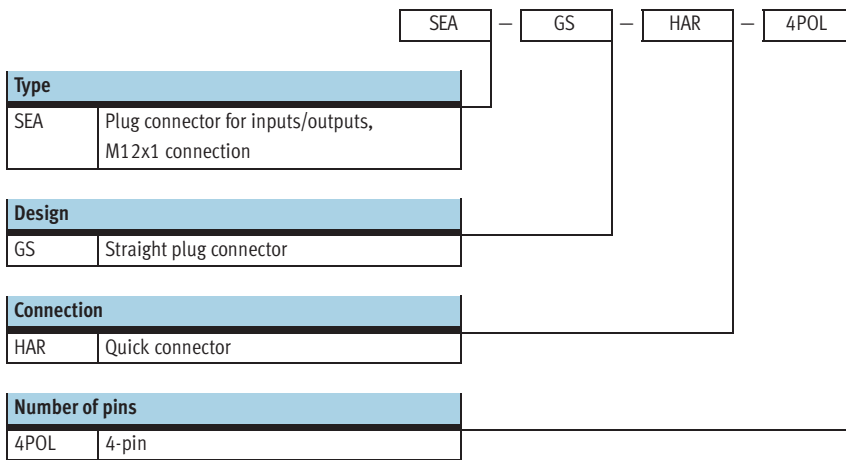 SEA – GS – HAR – 4POL
Type
SEA Plug connector for inputs/outputs,
M12x1 connection
Design
GS Straight plug connector
Connection
HAR Quick connector
Number of pins
4POL 4-pin